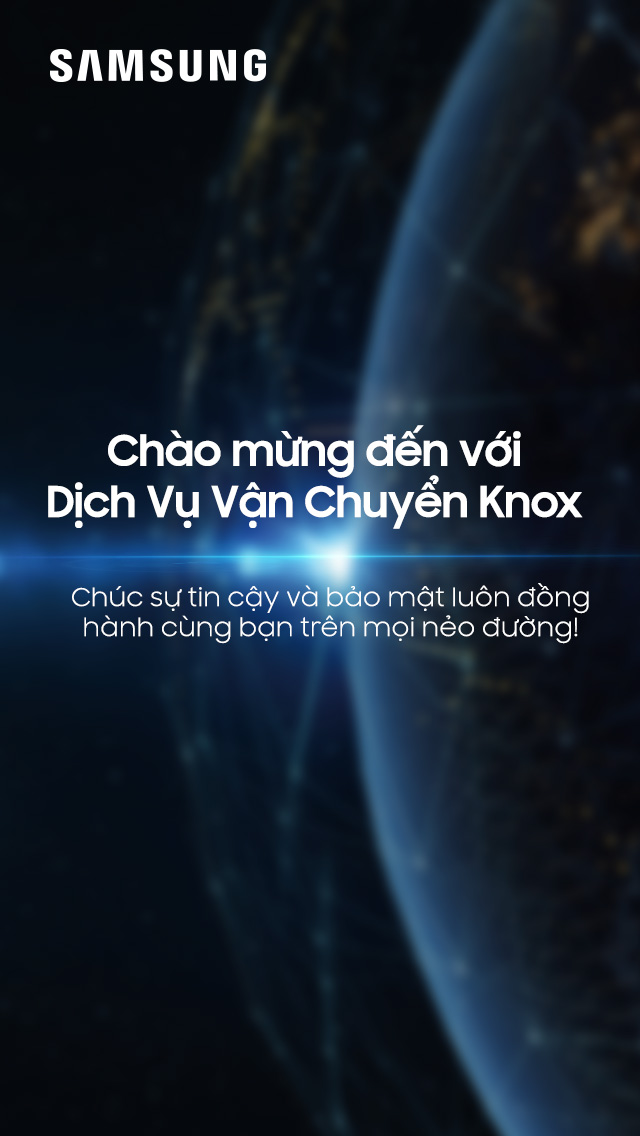 SAMSUNG
Chào mừng đến với
Dịch Vụ Vận Chuyển Knox
Chúc sự tin cậy và bảo mật luôn đồng
hành cùng bạn trên mọi nẻo đường!